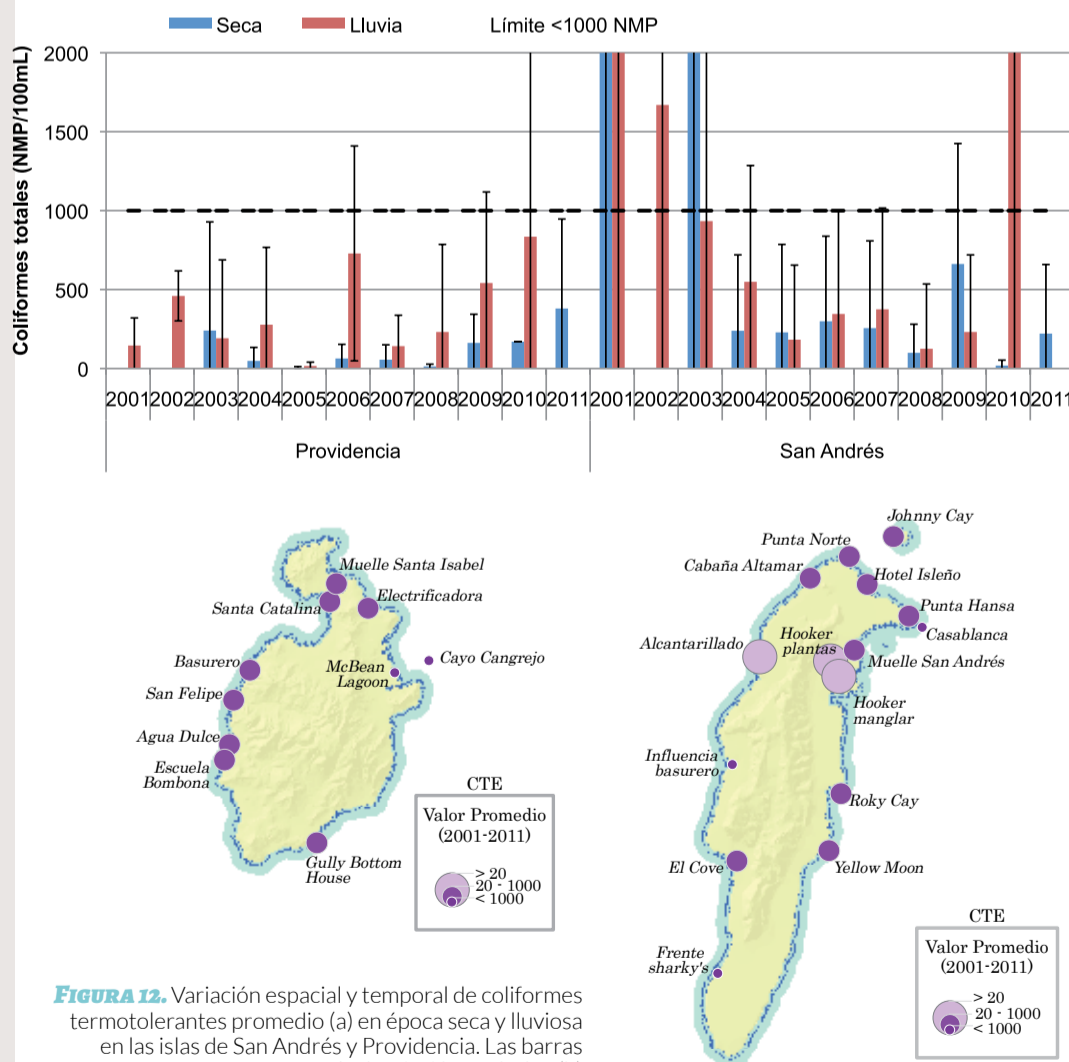 Seca Lluvia Límite <1000 NMP
Coliformes totales (NMP/100mL)
2000
1500
1000
500
0
2001 2002 2003 2004 2005 2006 2007 2008 2009 2010 2011 2001 2002 2003 2004 2005 2006 2007 2008 2009 2010 2011
Providencia San Andrés
Muelle Santa Isabel
Santa Catalina
Electrificadora
Basurero
McBean
Lagoon
Cayo Cangrejo
San Felipe
Agua Dulce
Escuela
Bombona
Gully Bottom
House
CTE
Valor Promedio
(2001-2011)
> 20
20 - 1000
< 1000
Johnny Cay
Punta Norte
Cabaña Altamar
Hotel Isleño
Punta Hansa
Casablanca
Alcantarillado
Hooker
plantas
Muelle San Andrés
Hooker
manglar
Influencia
basurero
Roky Cay
El Cove
Yellow Moon
Frente
sharky's
CTE
Valor Promedio
(2001-2011)
> 20
20 - 1000
< 1000
FIGURA 12. Variación espacial y temporal de coliformes
termotolerantes promedio (a) en época seca y lluviosa
en las islas de San Andrés y Providencia. Las barras